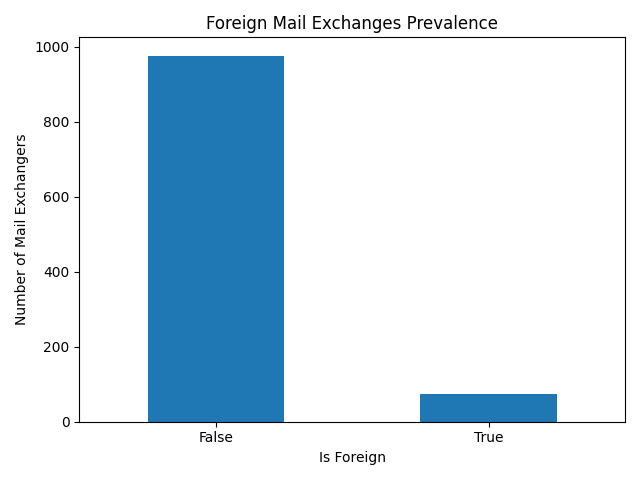 Foreign Mail Exchanges Prevalence
1000
800
600
400
200
0
Number of Mail Exchangers
False
True
Is Foreign